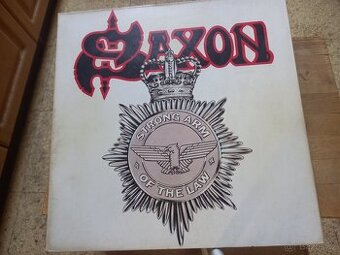 SAXON
STRONG ARM
OF THE LAW